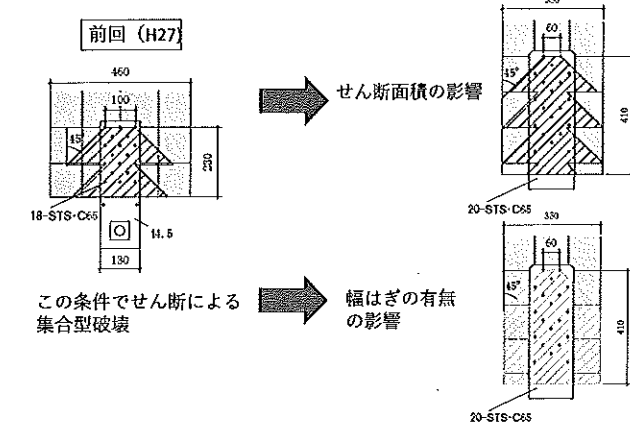 前回（H27）
460
100
45°
230
18-STS･C65
44.5
130
この条件でせん断による
集合型破壊
せん断面積の影響
60
45°
410
20-STS･C65
幅はぎの有無
の影響
350
60
45°
410
20-STS･C65